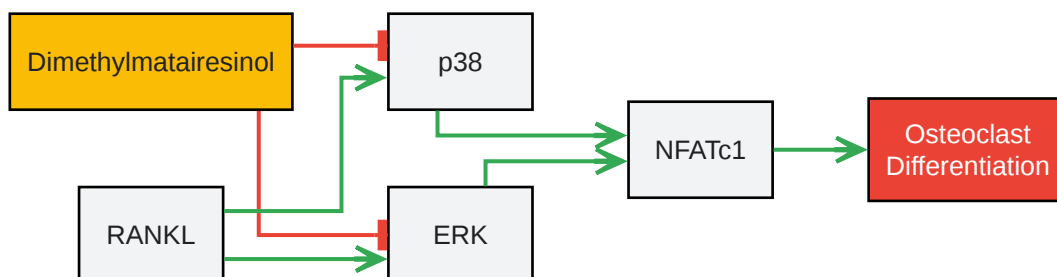 Dimethylmatairesinol
p38
NFATc1
Osteoclast
Differentiation
RANKL
ERK